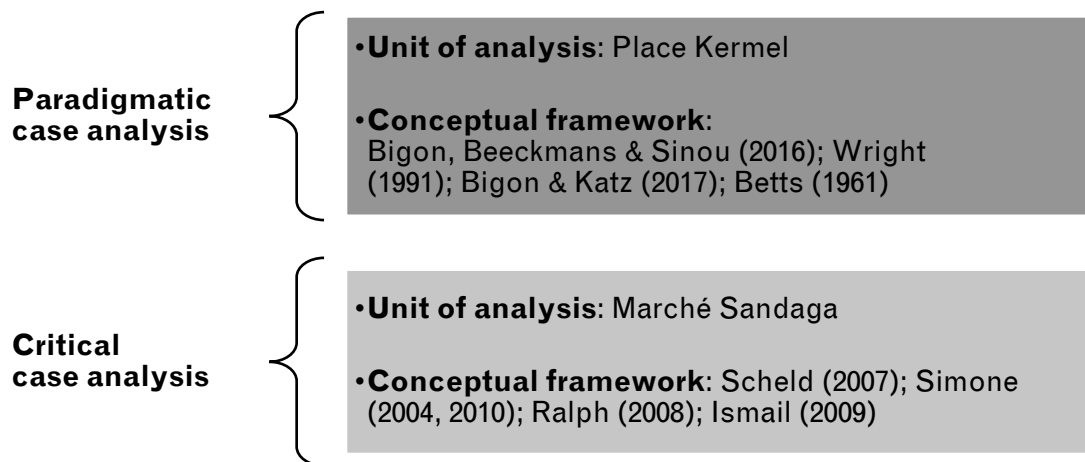 Paradigmatic
case analysis
•Unit of analysis: Place Kermel
•Conceptual framework:
Bigon, Beeckmans & Sinou (2016); Wright
(1991); Bigon & Katz (2017); Betts (1961)
Critical
case analysis
•Unit of analysis: Marché Sandaga
•Conceptual framework: Scheld (2007); Simone
(2004, 2010); Ralph (2008); Ismail (2009)